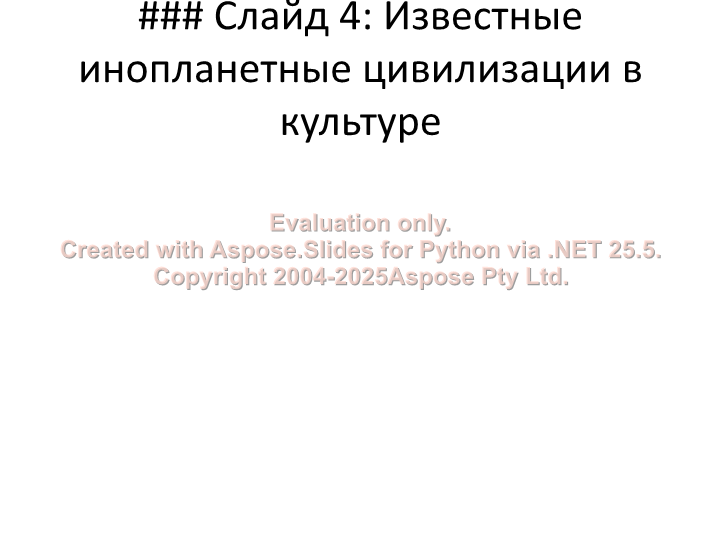 ### Слайд 4: Известные
инопланетные цивилизации в
культуре
Evaluation only.
Created with Aspose.Slides for Python via .NET 25.5.
Copyright 2004-2025Aspose Pty Ltd.